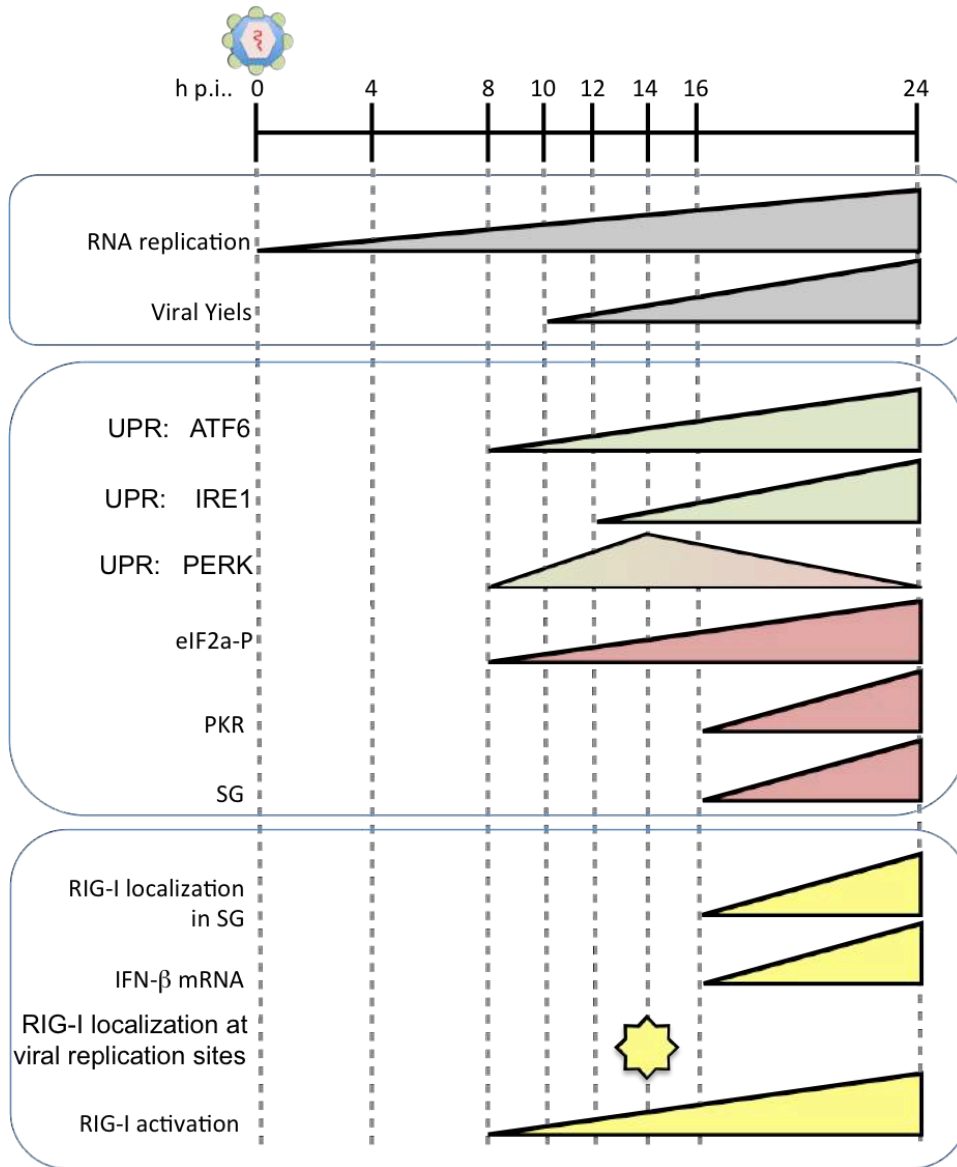 h p.i.. 0 4 8 10 12 14 16 24
RNA replication
Viral Yiels
UPR: ATF6
UPR: IRE1
UPR: PERK
eIF2a-P
PKR
SG
RIG-I localization
in SG
IFN-β mRNA
RIG-I localization at
viral replication sites
RIG-I activation